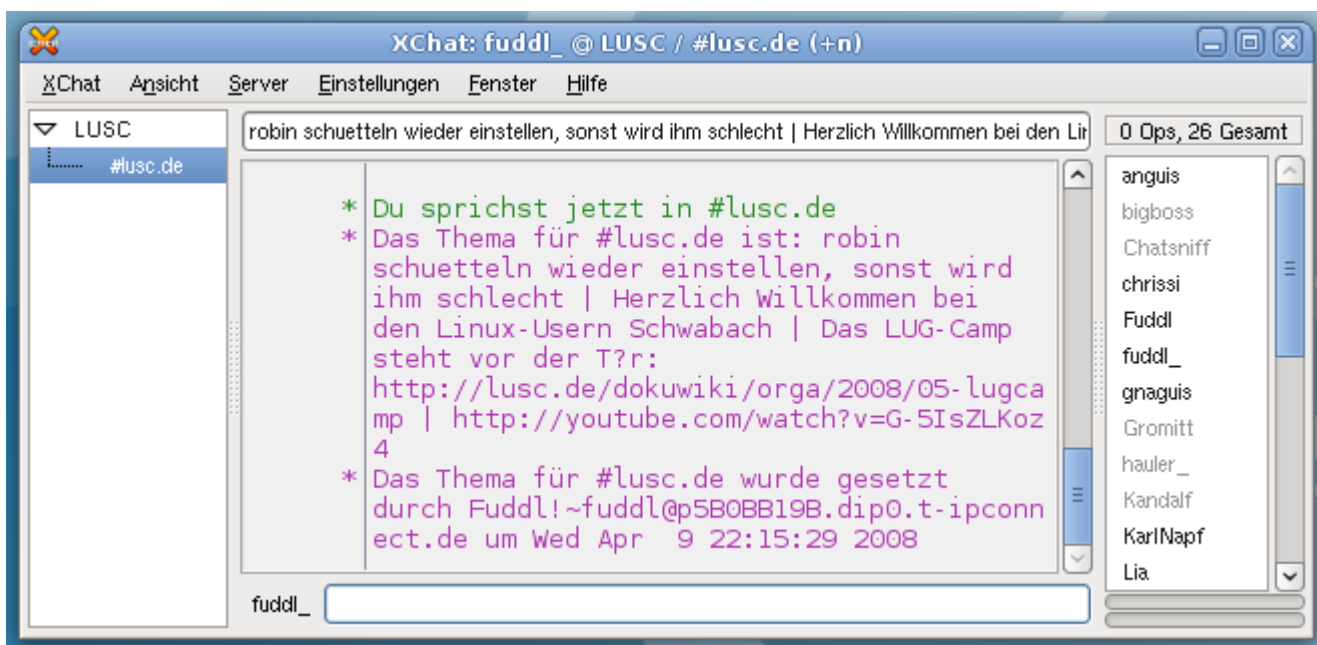 XChat: fuddl_ @ LUSC / #lusc.de (+n)
XChat Ansicht Server Einstellungen Fenster Hilfe
LUSC
#lusc.de
robin schuetteln wieder einstellen, sonst wird ihm schlecht | Herzlich Willkommen bei den
0 Ops, 26 Gesamt
* Du sprichst jetzt in #lusc.de
* Das Thema für #lusc.de ist: robin
schuetteln wieder einstellen, sonst wird
ihm schlecht | Herzlich Willkommen bei
den Linux-Usern Schwabach | Das LUG-Camp
steht vor der T?r:
http://lusc.de/dokuwiki/orga/2008/05-lugca
mp | http://youtube.com/watch?v=G-5IsZLKoz
4
* Das Thema für #lusc.de wurde gesetzt
durch Fuddl!~fuddl@p5B0BB19B.dip0.t-ipconn
ect.de um Wed Apr  9 22:15:29 2008
anguis
bigboss
Chatsniff
chrissi
Fuddl
fuddl_
gnaguis
Gromitt
hauler_
Kandalf
KarlNapf
Lia
fuddl_